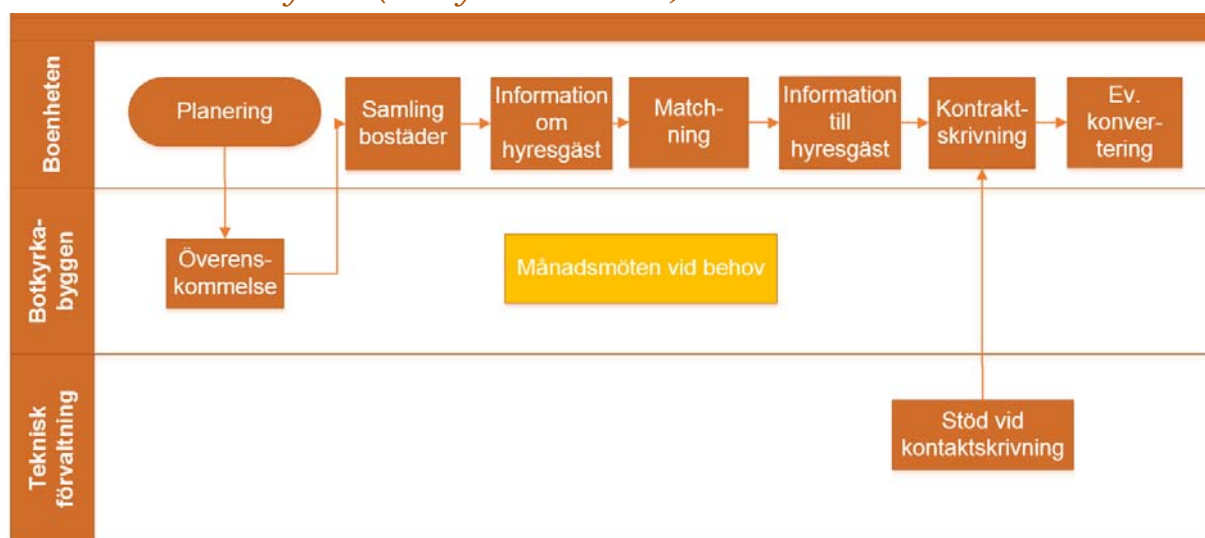 Boenheten
Planering
Samling
bostäder
Information
om
hyresgäst
Match-
ning
Information
till
hyresgäst
Kontrakt-
skrivning
Ev.
konver-
tering
Botkyrka-
byggen
Överens-
kommelse
Månadsmöten vid behov
Teknisk
förvaltning
Stöd vid
kontaktskrivning